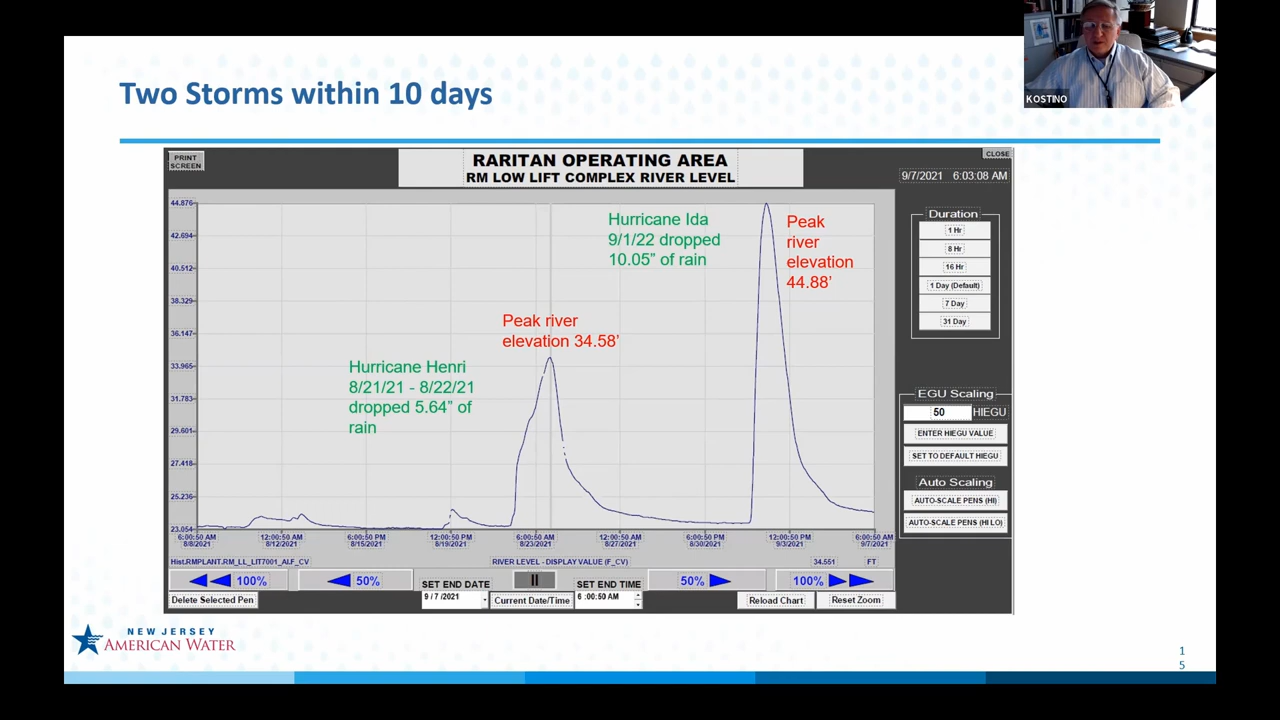 KOSTINO
Two Storms within 10 days
PRINT
SCREEN
RARITAN OPERATING AREA
RM LOW LIFT COMPLEX RIVER LEVEL
CLOSE
9/7/2021 6:03:08 AM
44.876
42.694
40.512
38.329
36.147
33.965
31.783
29.601
27.418
25.236
23.054
Hurricane Henri
8/21/21 - 8/22/21
dropped 5.64” of
rain
Peak river
elevation 34.58’
Hurricane Ida
9/1/22 dropped
10.05” of rain
Peak
river
elevation
44.88’
6:00:50 AM
8/8/2021
12:00:50 AM
8/12/2021
6:00:50 PM
8/15/2021
12:00:50 PM
8/19/2021
6:00:50 AM
8/23/2021
12:00:50 AM
8/27/2021
6:00:50 PM
8/30/2021
12:00:50 PM
9/3/2021
6:00:50 AM
9/7/2021
Hist.RMPLANT.RM_LL_LIT7001_ALF_CV
RIVER LEVEL - DISPLAY VALUE (F_CV)
34.551
FT
100%
50%
SET END DATE
9 / 7 /2021
SET END TIME
6 :00:50 AM
50%
100%
Delete Selected Pen
Current Date/Time
Reload Chart
Reset Zoom
Duration
1 Hr
8 Hr
16 Hr
1 Day (Default)
7 Day
31 Day
EGU Scaling
50 HIEGU
ENTER HIEGU VALUE
SET TO DEFAULT HIEGU
Auto Scaling
AUTO-SCALE PENS (HI)
AUTO-SCALE PENS (HI LO)
NEW JERSEY
AMERICAN WATER
1
5